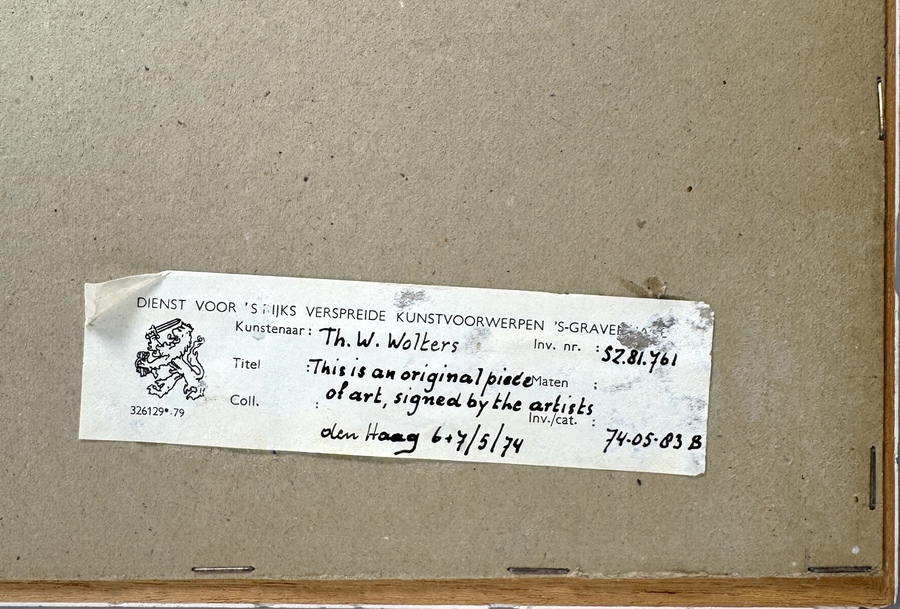 DIENST VOOR 'S RIJKS VERSPREIDE KUNSTVOORWERPEN
Kunstenaar: Th. W. Wolters Inv. nr. : SZ.81.761
Titel : This is an original piece Maten :
of art, signed by the artists
Coll. : Inv./cat. :
326129*-79 den Haag 6+7/5/74 74-05-83 B